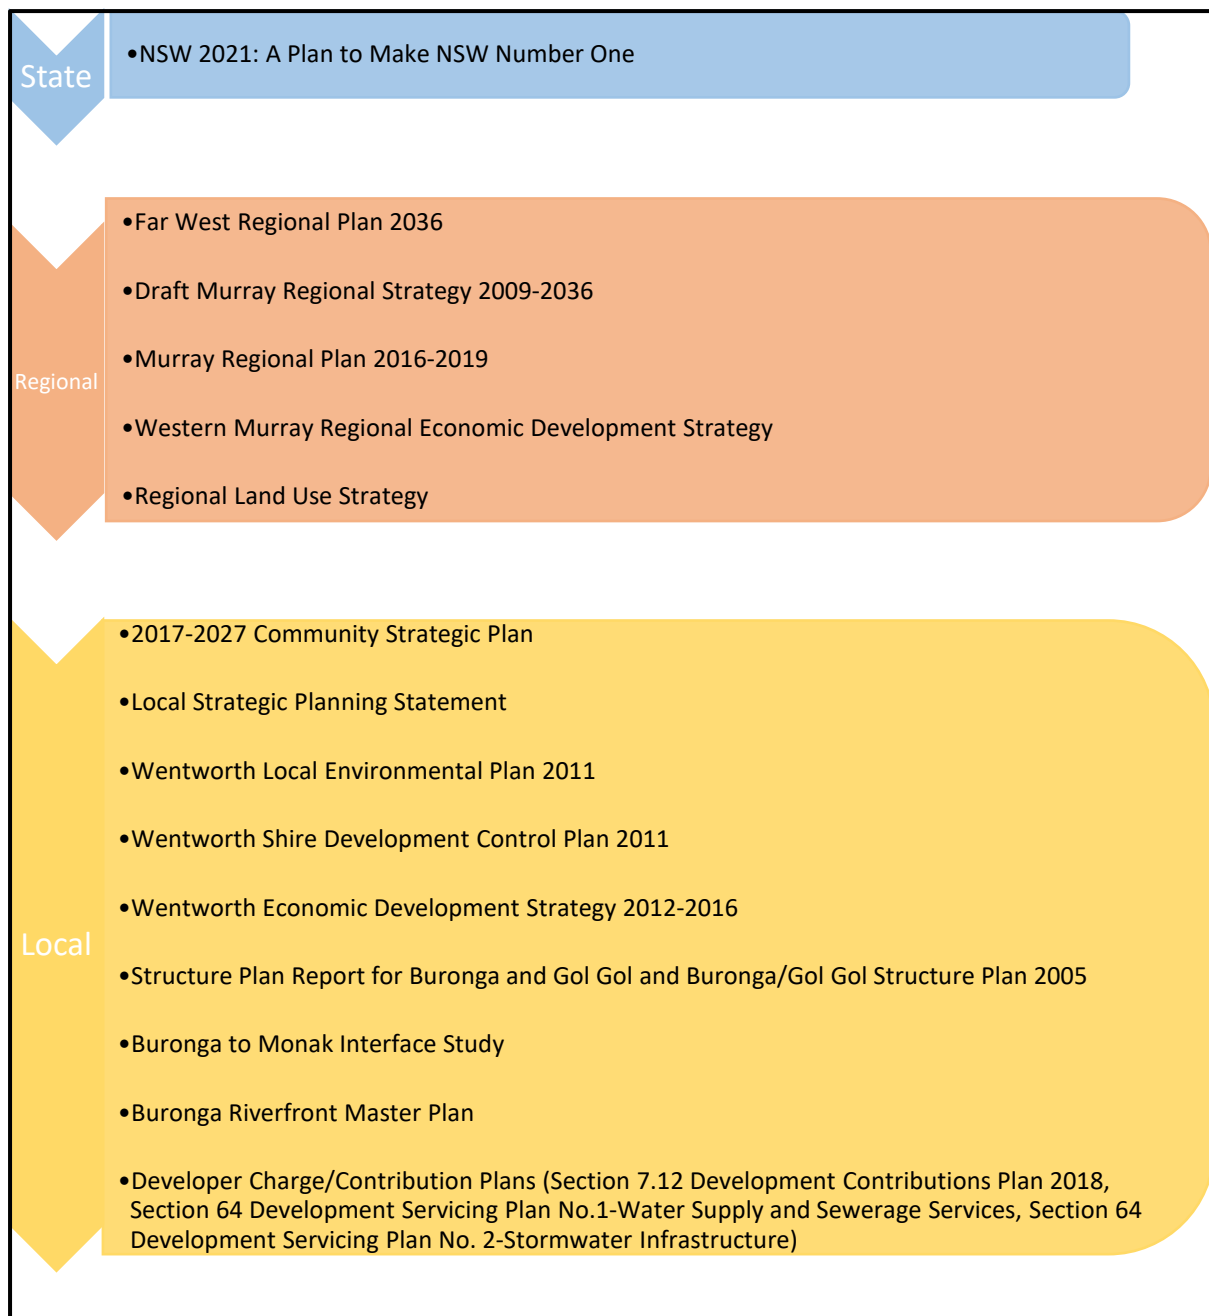 State
•NSW 2021: A Plan to Make NSW Number One
Regional
•Far West Regional Plan 2036
•Draft Murray Regional Strategy 2009-2036
•Murray Regional Plan 2016-2019
•Western Murray Regional Economic Development Strategy
•Regional Land Use Strategy
Local
•2017-2027 Community Strategic Plan
•Local Strategic Planning Statement
•Wentworth Local Environmental Plan 2011
•Wentworth Shire Development Control Plan 2011
•Wentworth Economic Development Strategy 2012-2016
•Structure Plan Report for Buronga and Gol Gol and Buronga/Gol Gol Structure Plan 2005
•Buronga to Monak Interface Study
•Buronga Riverfront Master Plan
•Developer Charge/Contribution Plans (Section 7.12 Development Contributions Plan 2018,
Section 64 Development Servicing Plan No.1-Water Supply and Sewerage Services, Section 64
Development Servicing Plan No. 2-Stormwater Infrastructure)